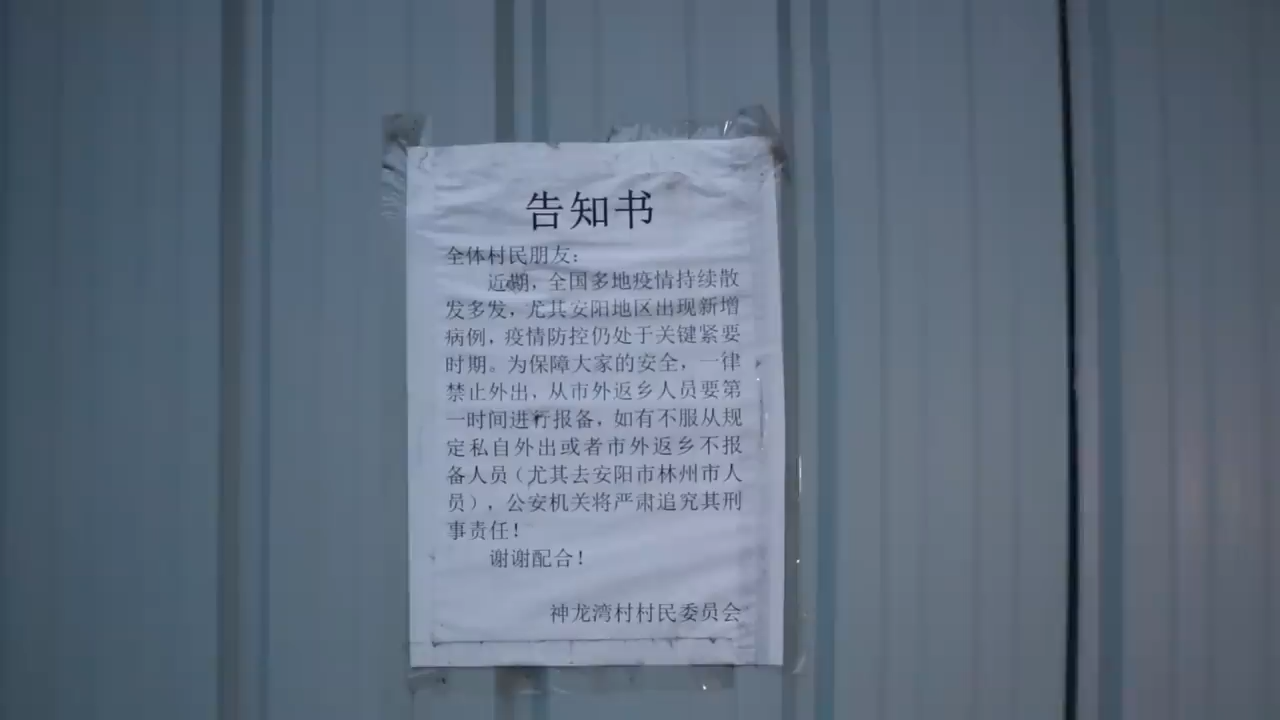 告知书
全体村民朋友：
近期，全国多地疫情持续散
发多发，尤其安阳地区出现新增
病例，疫情防控仍处于关键紧要
时期。为保障大家的安全，一律
禁止外出，从市外返乡人员要第
一时间进行报备，如有不服从规
定私自外出或者市外返乡不报
备人员（尤其去安阳市林州市人
员），公安机关将严肃追究其刑
事责任！
谢谢配合！
神龙湾村村民委员会